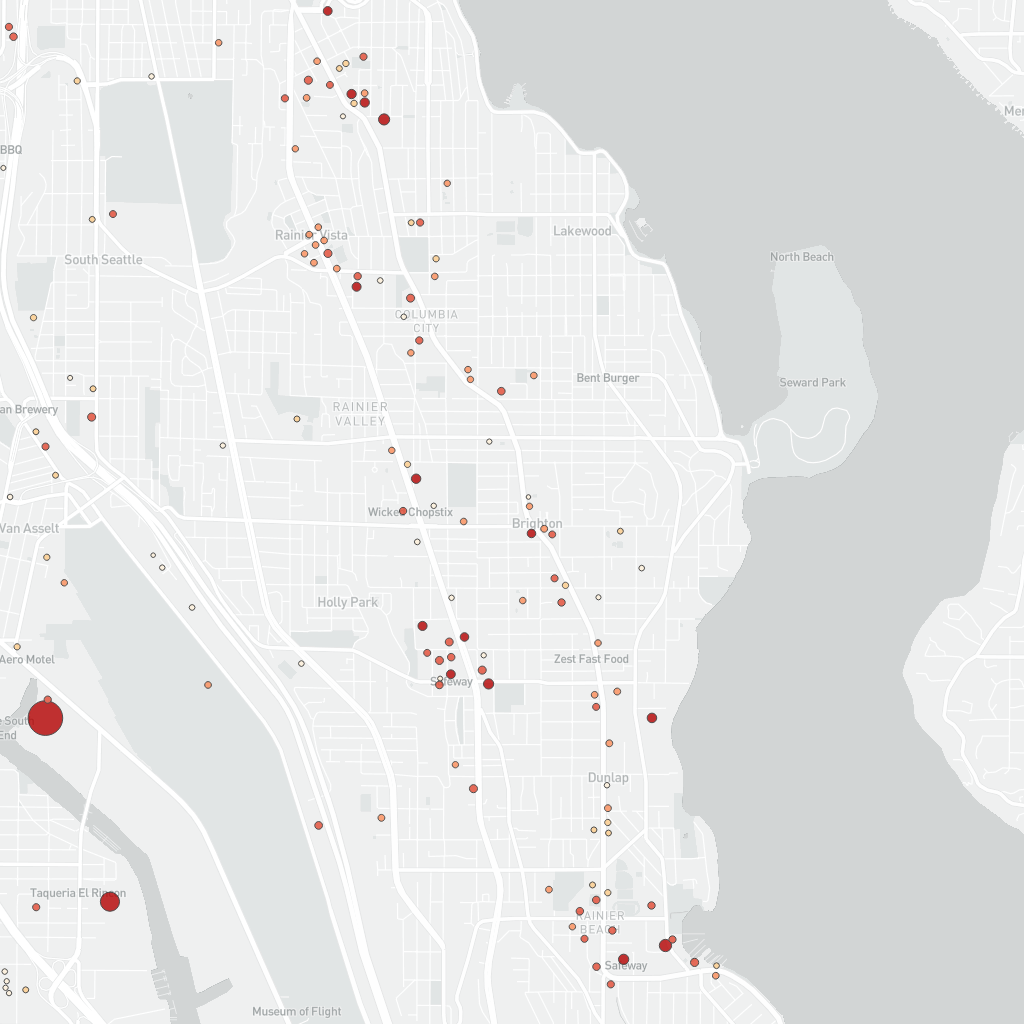 Mer
BBQ
Lakewood
Rainier Vista
North Beach
South Seattle
COLUMBIA
CITY
Bent Burger
Seward Park
an Brewery
RAINIER
VALLEY
Wicked Chopstix
Brighton
Van Asselt
Holly Park
Zest Fast Food
Aero Motel
Safeway
e South
End
Dunlap
Taqueria El Rincon
RAINIER
BEACH
Safeway
Museum of Flight